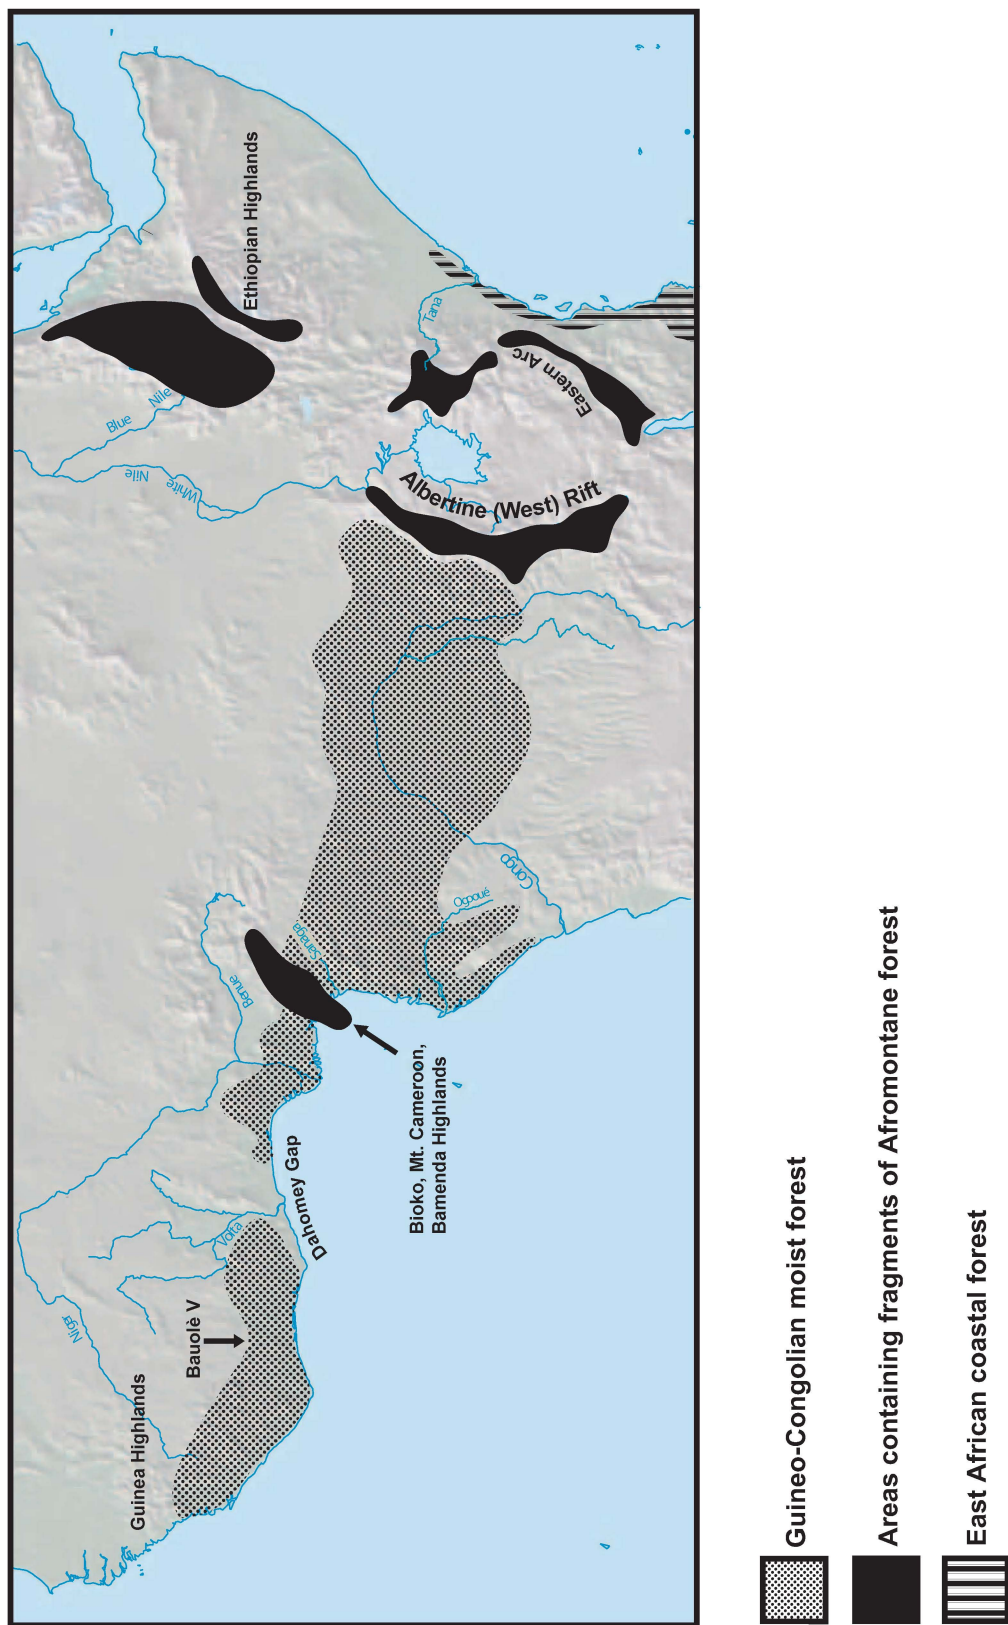 Guinea Highlands
Bauolè V
Dahomey Gap
Bioko, Mt. Cameroon,
Bamenda Highlands
Albertine (West) Rift
Eastern Arc
Ethiopian Highlands
Niger
Volta
Benue
Sanaga
Ogooué
Congo
White
Nile
Blue
Nile
Tana
Guineo-Congolian moist forest
Areas containing fragments of Afromontane forest
East African coastal forest